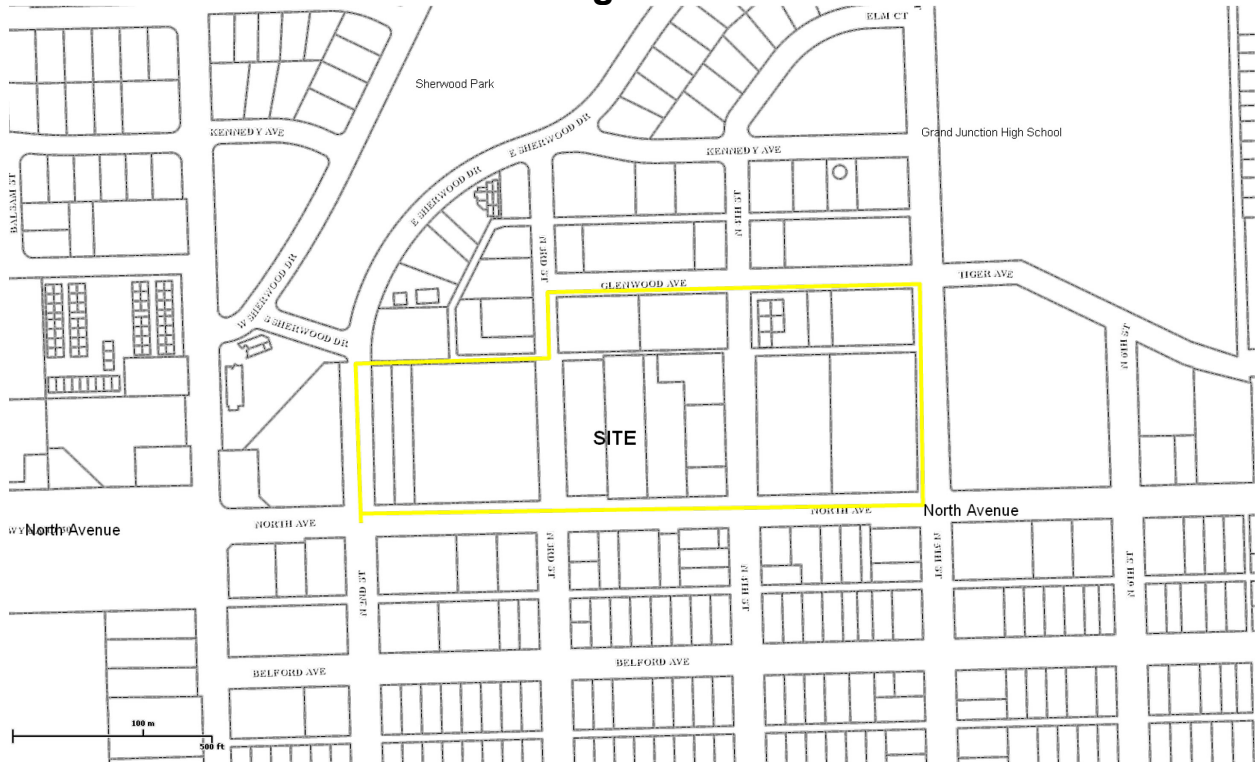 g
ELM CT
Sherwood Park
KENNEDY AVE
E SHERWOOD DR
Grand Junction High School
KENNEDY AVE
BALSAM ST
E SHERWOOD DR
N 4TH ST
N 3RD ST
TIGER AVE
GLENWOOD AVE
W SHERWOOD DR
S SHERWOOD DR
N 6TH ST
SITE
North Avenue
NORTH AVE
NORTH AVE
North Avenue
N 2ND ST
N 3RD ST
N 4TH ST
N 5TH ST
N 6TH ST
BELFORD AVE
BELFORD AVE
100 m
500 ft